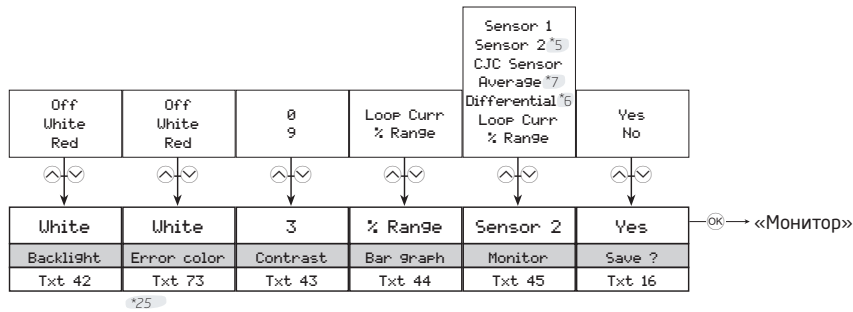 Sensor 1
Sensor 2 *5
CJC Sensor
Average *7
Differential *6
Loop Curr
% Range
Off
White
Red
Off
White
Red
0
9
Loop Curr
% Range
Yes
No
White
White
3
% Range
Sensor 2
Yes
OK
«Монитор»
Backlight
Error color
Contrast
Bar graph
Monitor
Save ?
Txt 42
Txt 73
Txt 43
Txt 44
Txt 45
Txt 16
*25